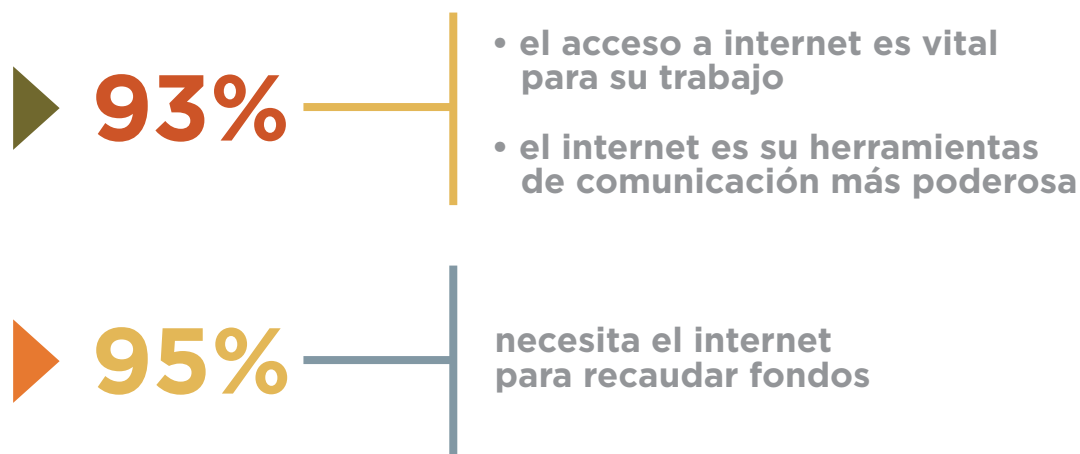 93%
• el acceso a internet es vital
para su trabajo
• el internet es su herramientas
de comunicación más poderosa
95%
necesita el internet
para recaudar fondos